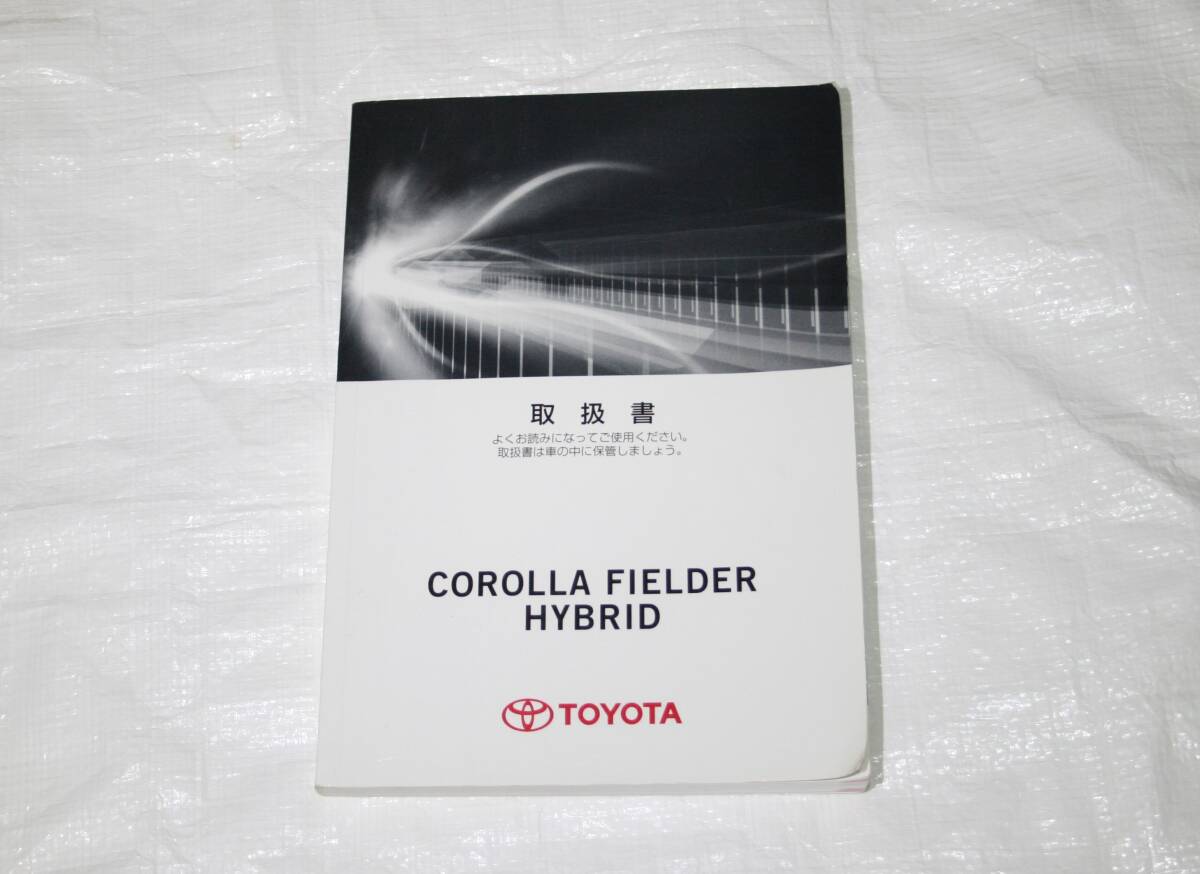 取扱書
よくお読みになってご使用ください。
取扱書は車の中に保管しましょう。
COROLLA FIELDER
HYBRID
TOYOTA